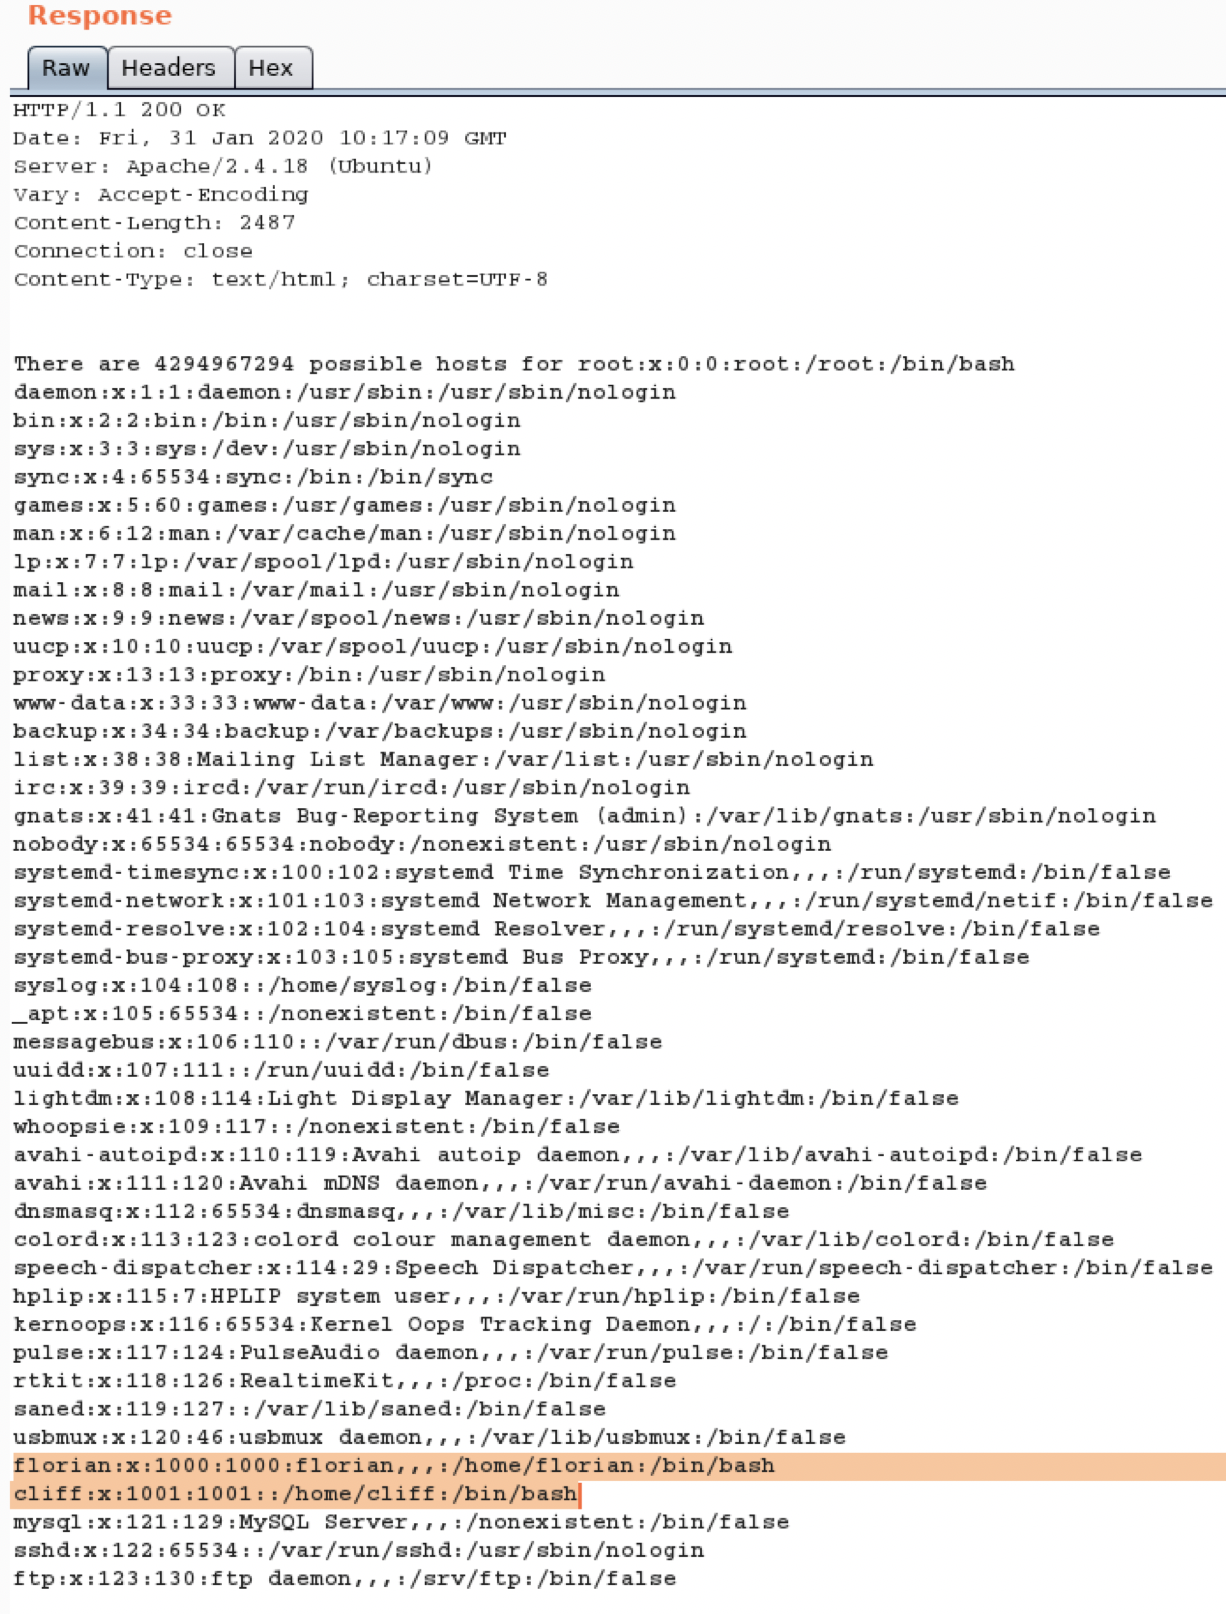 Response
Raw Headers Hex
HTTP/1.1 200 OK
Date: Fri, 31 Jan 2020 10:17:09 GMT
Server: Apache/2.4.18 (Ubuntu)
Vary: Accept-Encoding
Content-Length: 2487
Connection: close
Content-Type: text/html; charset=UTF-8
There are 4294967294 possible hosts for root:x:0:0:root:/root:/bin/bash
daemon:x:1:1:daemon:/usr/sbin:/usr/sbin/nologin
bin:x:2:2:bin:/bin:/usr/sbin/nologin
sys:x:3:3:sys:/dev:/usr/sbin/nologin
sync:x:4:65534:sync:/bin:/bin/sync
games:x:5:60:games:/usr/games:/usr/sbin/nologin
man:x:6:12:man:/var/cache/man:/usr/sbin/nologin
lp:x:7:7:lp:/var/spool/lpd:/usr/sbin/nologin
mail:x:8:8:mail:/var/mail:/usr/sbin/nologin
news:x:9:9:news:/var/spool/news:/usr/sbin/nologin
uucp:x:10:10:uucp:/var/spool/uucp:/usr/sbin/nologin
proxy:x:13:13:proxy:/bin:/usr/sbin/nologin
www-data:x:33:33:www-data:/var/www:/usr/sbin/nologin
backup:x:34:34:backup:/var/backups:/usr/sbin/nologin
list:x:38:38:Mailing List Manager:/var/list:/usr/sbin/nologin
irc:x:39:39:ircd:/var/run/ircd:/usr/sbin/nologin
gnats:x:41:41:Gnats Bug-Reporting System (admin):/var/lib/gnats:/usr/sbin/nologin
nobody:x:65534:65534:nobody:/nonexistent:/usr/sbin/nologin
systemd-timesync:x:100:102:systemd Time Synchronization,,,:/run/systemd:/bin/false
systemd-network:x:101:103:systemd Network Management,,,:/run/systemd/netif:/bin/false
systemd-resolve:x:102:104:systemd Resolver,,,:/run/systemd/resolve:/bin/false
systemd-bus-proxy:x:103:105:systemd Bus Proxy,,,:/run/systemd:/bin/false
syslog:x:104:108::/home/syslog:/bin/false
_apt:x:105:65534::/nonexistent:/bin/false
messagebus:x:106:110::/var/run/dbus:/bin/false
uuidd:x:107:111::/run/uuidd:/bin/false
lightdm:x:108:114:Light Display Manager:/var/lib/lightdm:/bin/false
whoopsie:x:109:117::/nonexistent:/bin/false
avahi-autoipd:x:110:119:Avahi autoip daemon,,,:/var/lib/avahi-autoipd:/bin/false
avahi:x:111:120:Avahi mDNS daemon,,,:/var/run/avahi-daemon:/bin/false
dnsmasq:x:112:65534:dnsmasq,,,:/var/lib/misc:/bin/false
colord:x:113:123:colord colour management daemon,,,:/var/lib/colord:/bin/false
speech-dispatcher:x:114:29:Speech Dispatcher,,,:/var/run/speech-dispatcher:/bin/false
hplip:x:115:7:HPLIP system user,,,:/var/run/hplip:/bin/false
kernoops:x:116:65534:Kernel Oops Tracking Daemon,,,:/:/bin/false
pulse:x:117:124:PulseAudio daemon,,,:/var/run/pulse:/bin/false
rtkit:x:118:126:RealtimeKit,,,:/proc:/bin/false
saned:x:119:127::/var/lib/saned:/bin/false
usbmux:x:120:46:usbmux daemon,,,:/var/lib/usbmux:/bin/false
florian:x:1000:1000:florian,,,:/home/florian:/bin/bash
cliff:x:1001:1001::/home/cliff:/bin/bash
mysql:x:121:129:MySQL Server,,,:/nonexistent:/bin/false
sshd:x:122:65534::/var/run/sshd:/usr/sbin/nologin
ftp:x:123:130:ftp daemon,,,:/srv/ftp:/bin/false